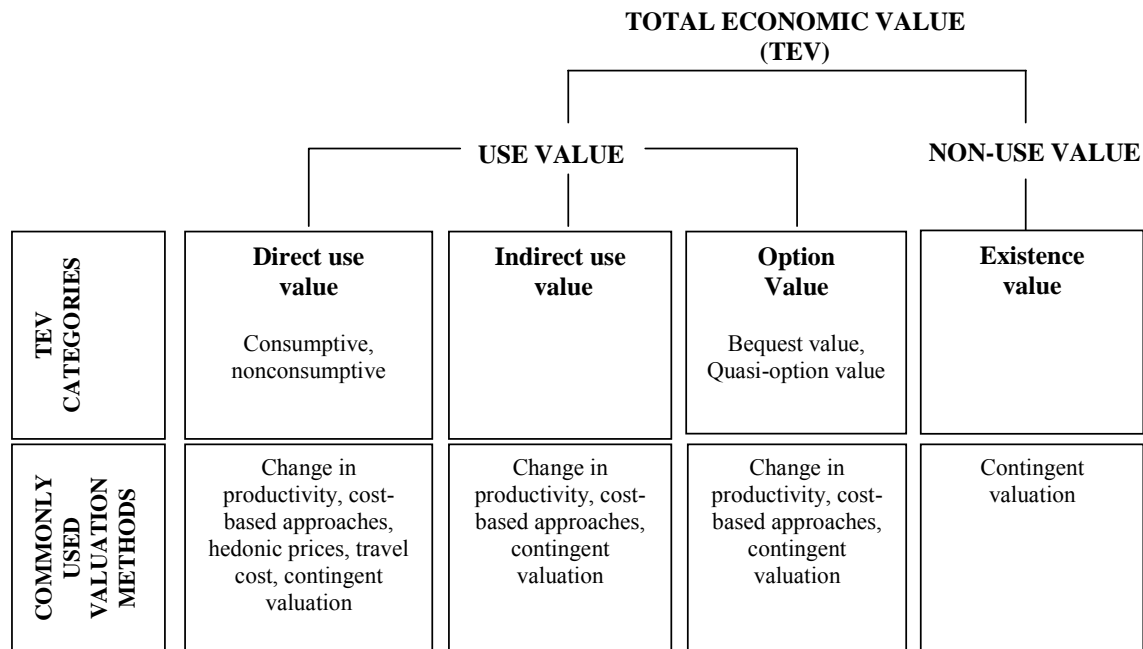 TOTAL ECONOMIC VALUE
(TEV)
USE VALUE
NON-USE VALUE
TEV
CATEGORIES
Direct use
value
Consumptive,
nonconsumptive
Indirect use
value
Option
Value
Bequest value,
Quasi-option value
Existence
value
COMMONLY
USED
VALUATION
METHODS
Change in
productivity, cost-
based approaches,
hedonic prices, travel
cost, contingent
valuation
Change in
productivity, cost-
based approaches,
contingent
valuation
Change in
productivity, cost-
based approaches,
contingent
valuation
Contingent
valuation